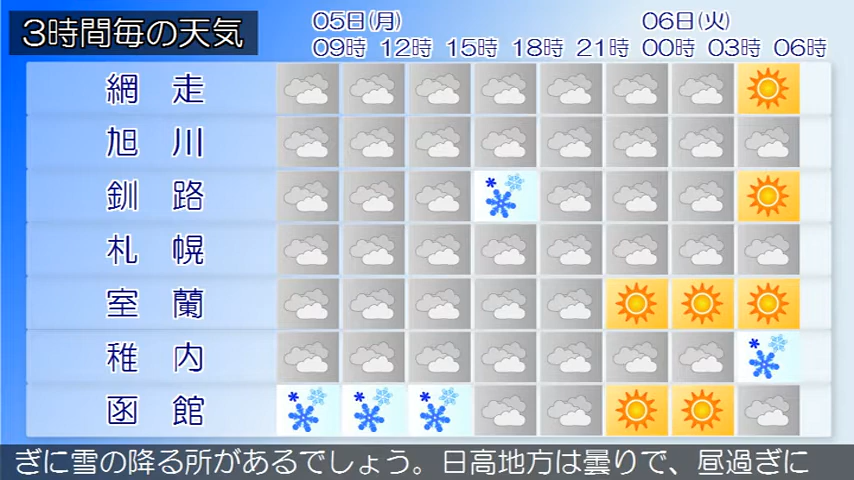 3時間毎の天気
05日(月) 06日(火)
09時 12時 15時 18時 21時 00時 03時 06時
網走
旭川
釧路
札幌
室蘭
稚内
函館
ぎに雪の降る所があるでしょう。日高地方は曇りで、昼過ぎに